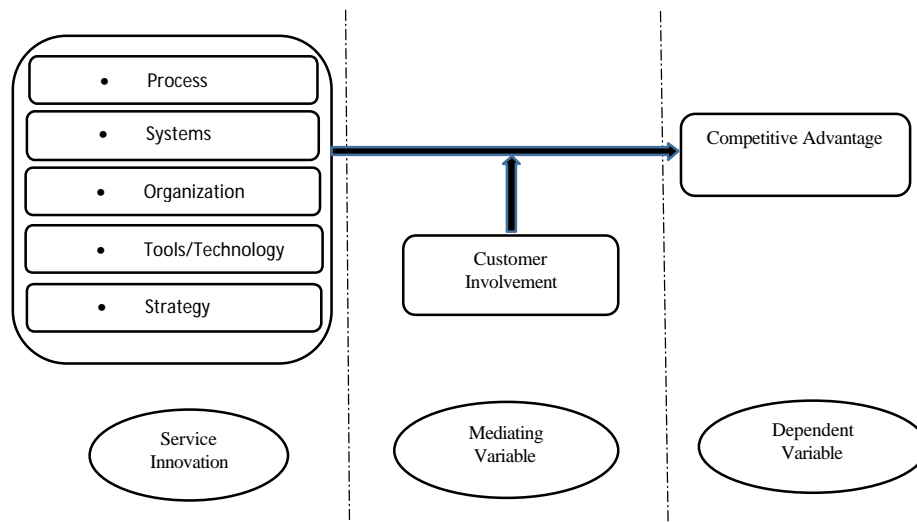 • Process
• Systems
• Organization
• Tools/Technology
• Strategy
Competitive Advantage
Customer
Involvement
Service
Innovation
Mediating
Variable
Dependent
Variable